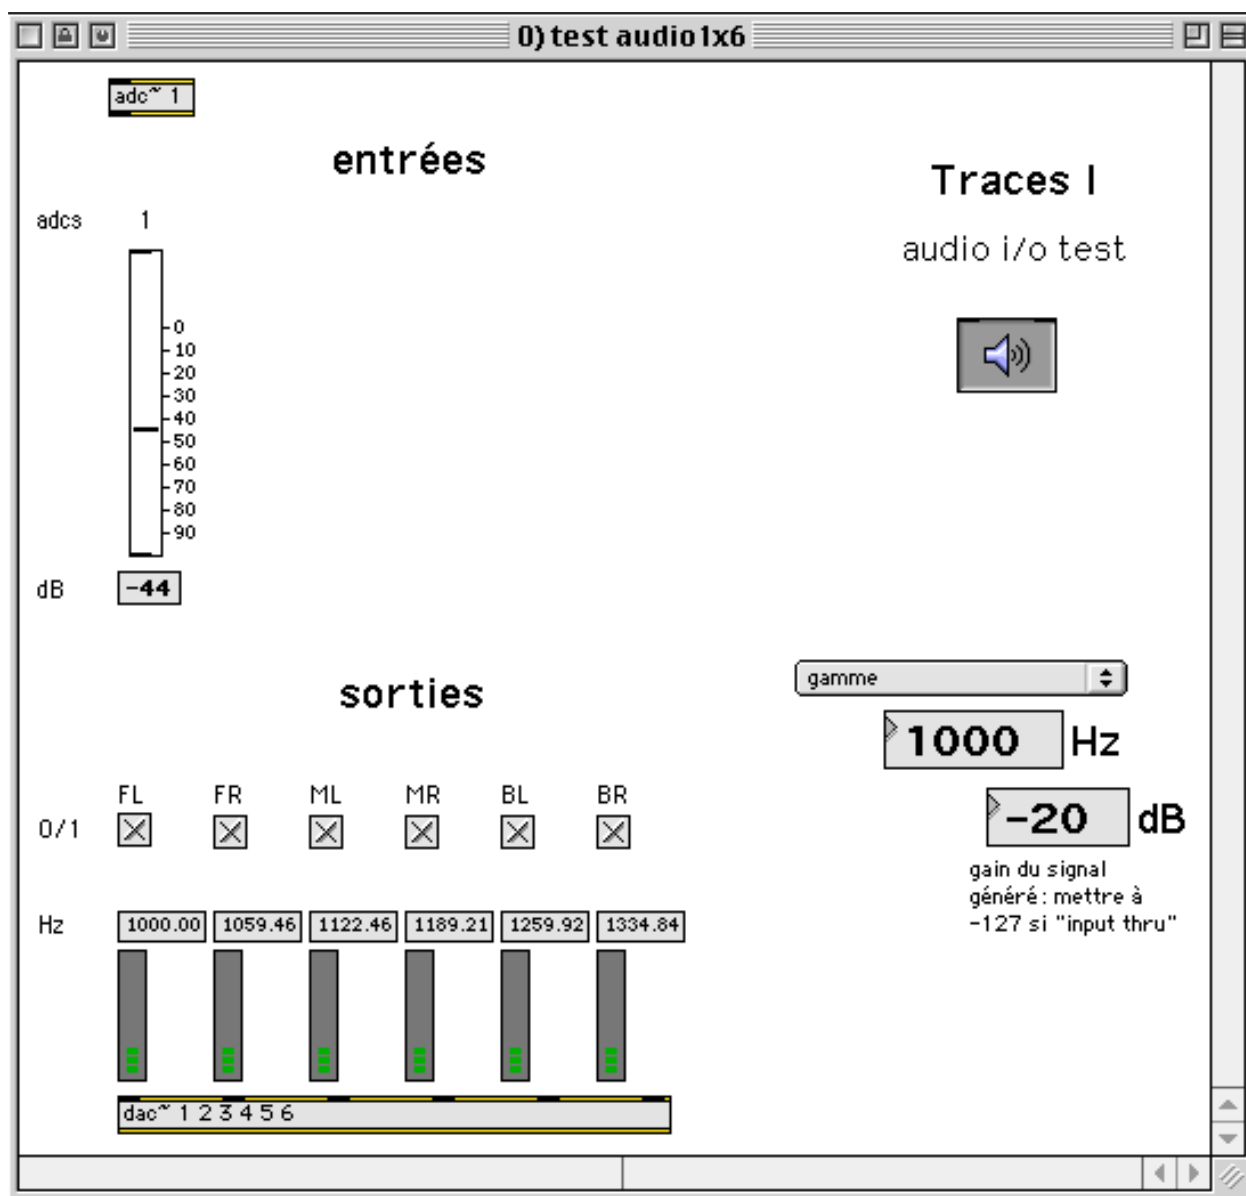 0) test audio 1x6
adc~ 1
entrées
Traces I
adcs 1
audio i/o test
-0
-10
-20
-30
-40
-50
-60
-70
-80
-90
dB -44
gamme
sorties
1000 Hz
FL FR ML MR BL BR
0/1
-20 dB
gain du signal
généré: mettre à
-127 si "input thru"
Hz 1000.00 1059.46 1122.46 1189.21 1259.92 1334.84
dac~ 1 2 3 4 5 6